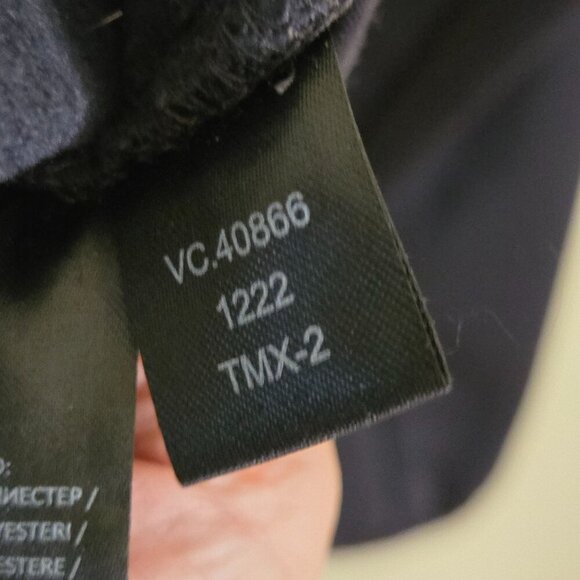 VC.40866
1222
TMX-2
О:
ИЕСТЕР /
YESTERI /
ESTERE /